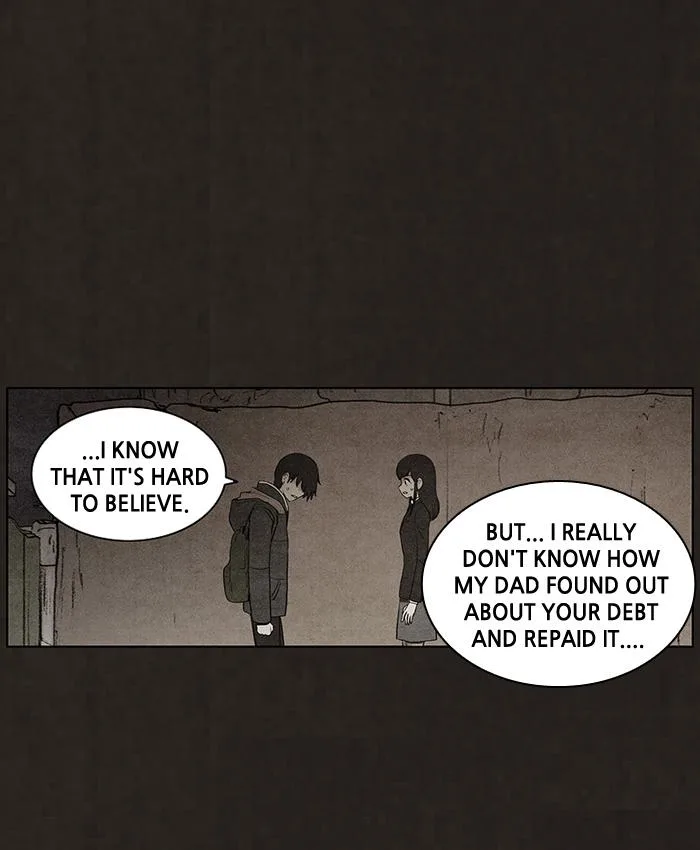 ...I KNOW
THAT IT'S HARD
TO BELIEVE.
BUT... I REALLY
DON'T KNOW HOW
MY DAD FOUND OUT
ABOUT YOUR DEBT
AND REPAID IT....